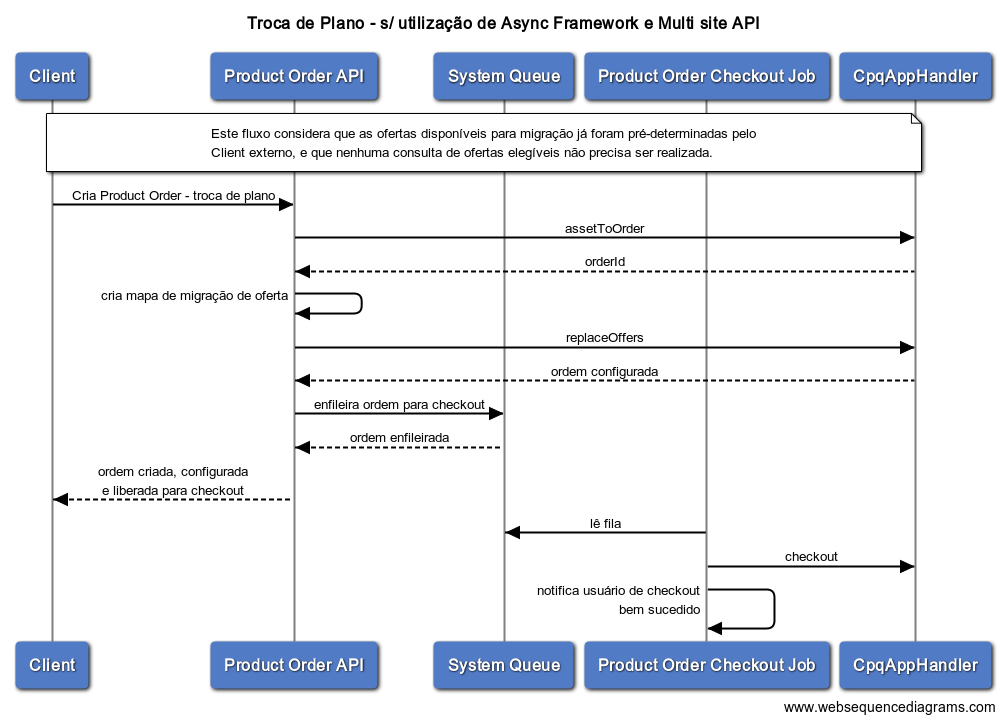 Troca de Plano - s/ utilização de Async Framework e Multi site API
Client
Product Order API
System Queue
Product Order Checkout Job
CpqAppHandler
Este fluxo considera que as ofertas disponíveis para migração já foram pré-determinadas pelo
Client externo, e que nenhuma consulta de ofertas elegíveis não precisa ser realizada.
Cria Product Order - troca de plano
assetToOrder
orderId
cria mapa de migração de oferta
replaceOffers
ordem configurada
enfileira ordem para checkout
ordem enfileirada
ordem criada, configurada
e liberada para checkout
lê fila
checkout
notifica usuário de checkout
bem sucedido
Client
Product Order API
System Queue
Product Order Checkout Job
CpqAppHandler
www.websequencediagrams.com